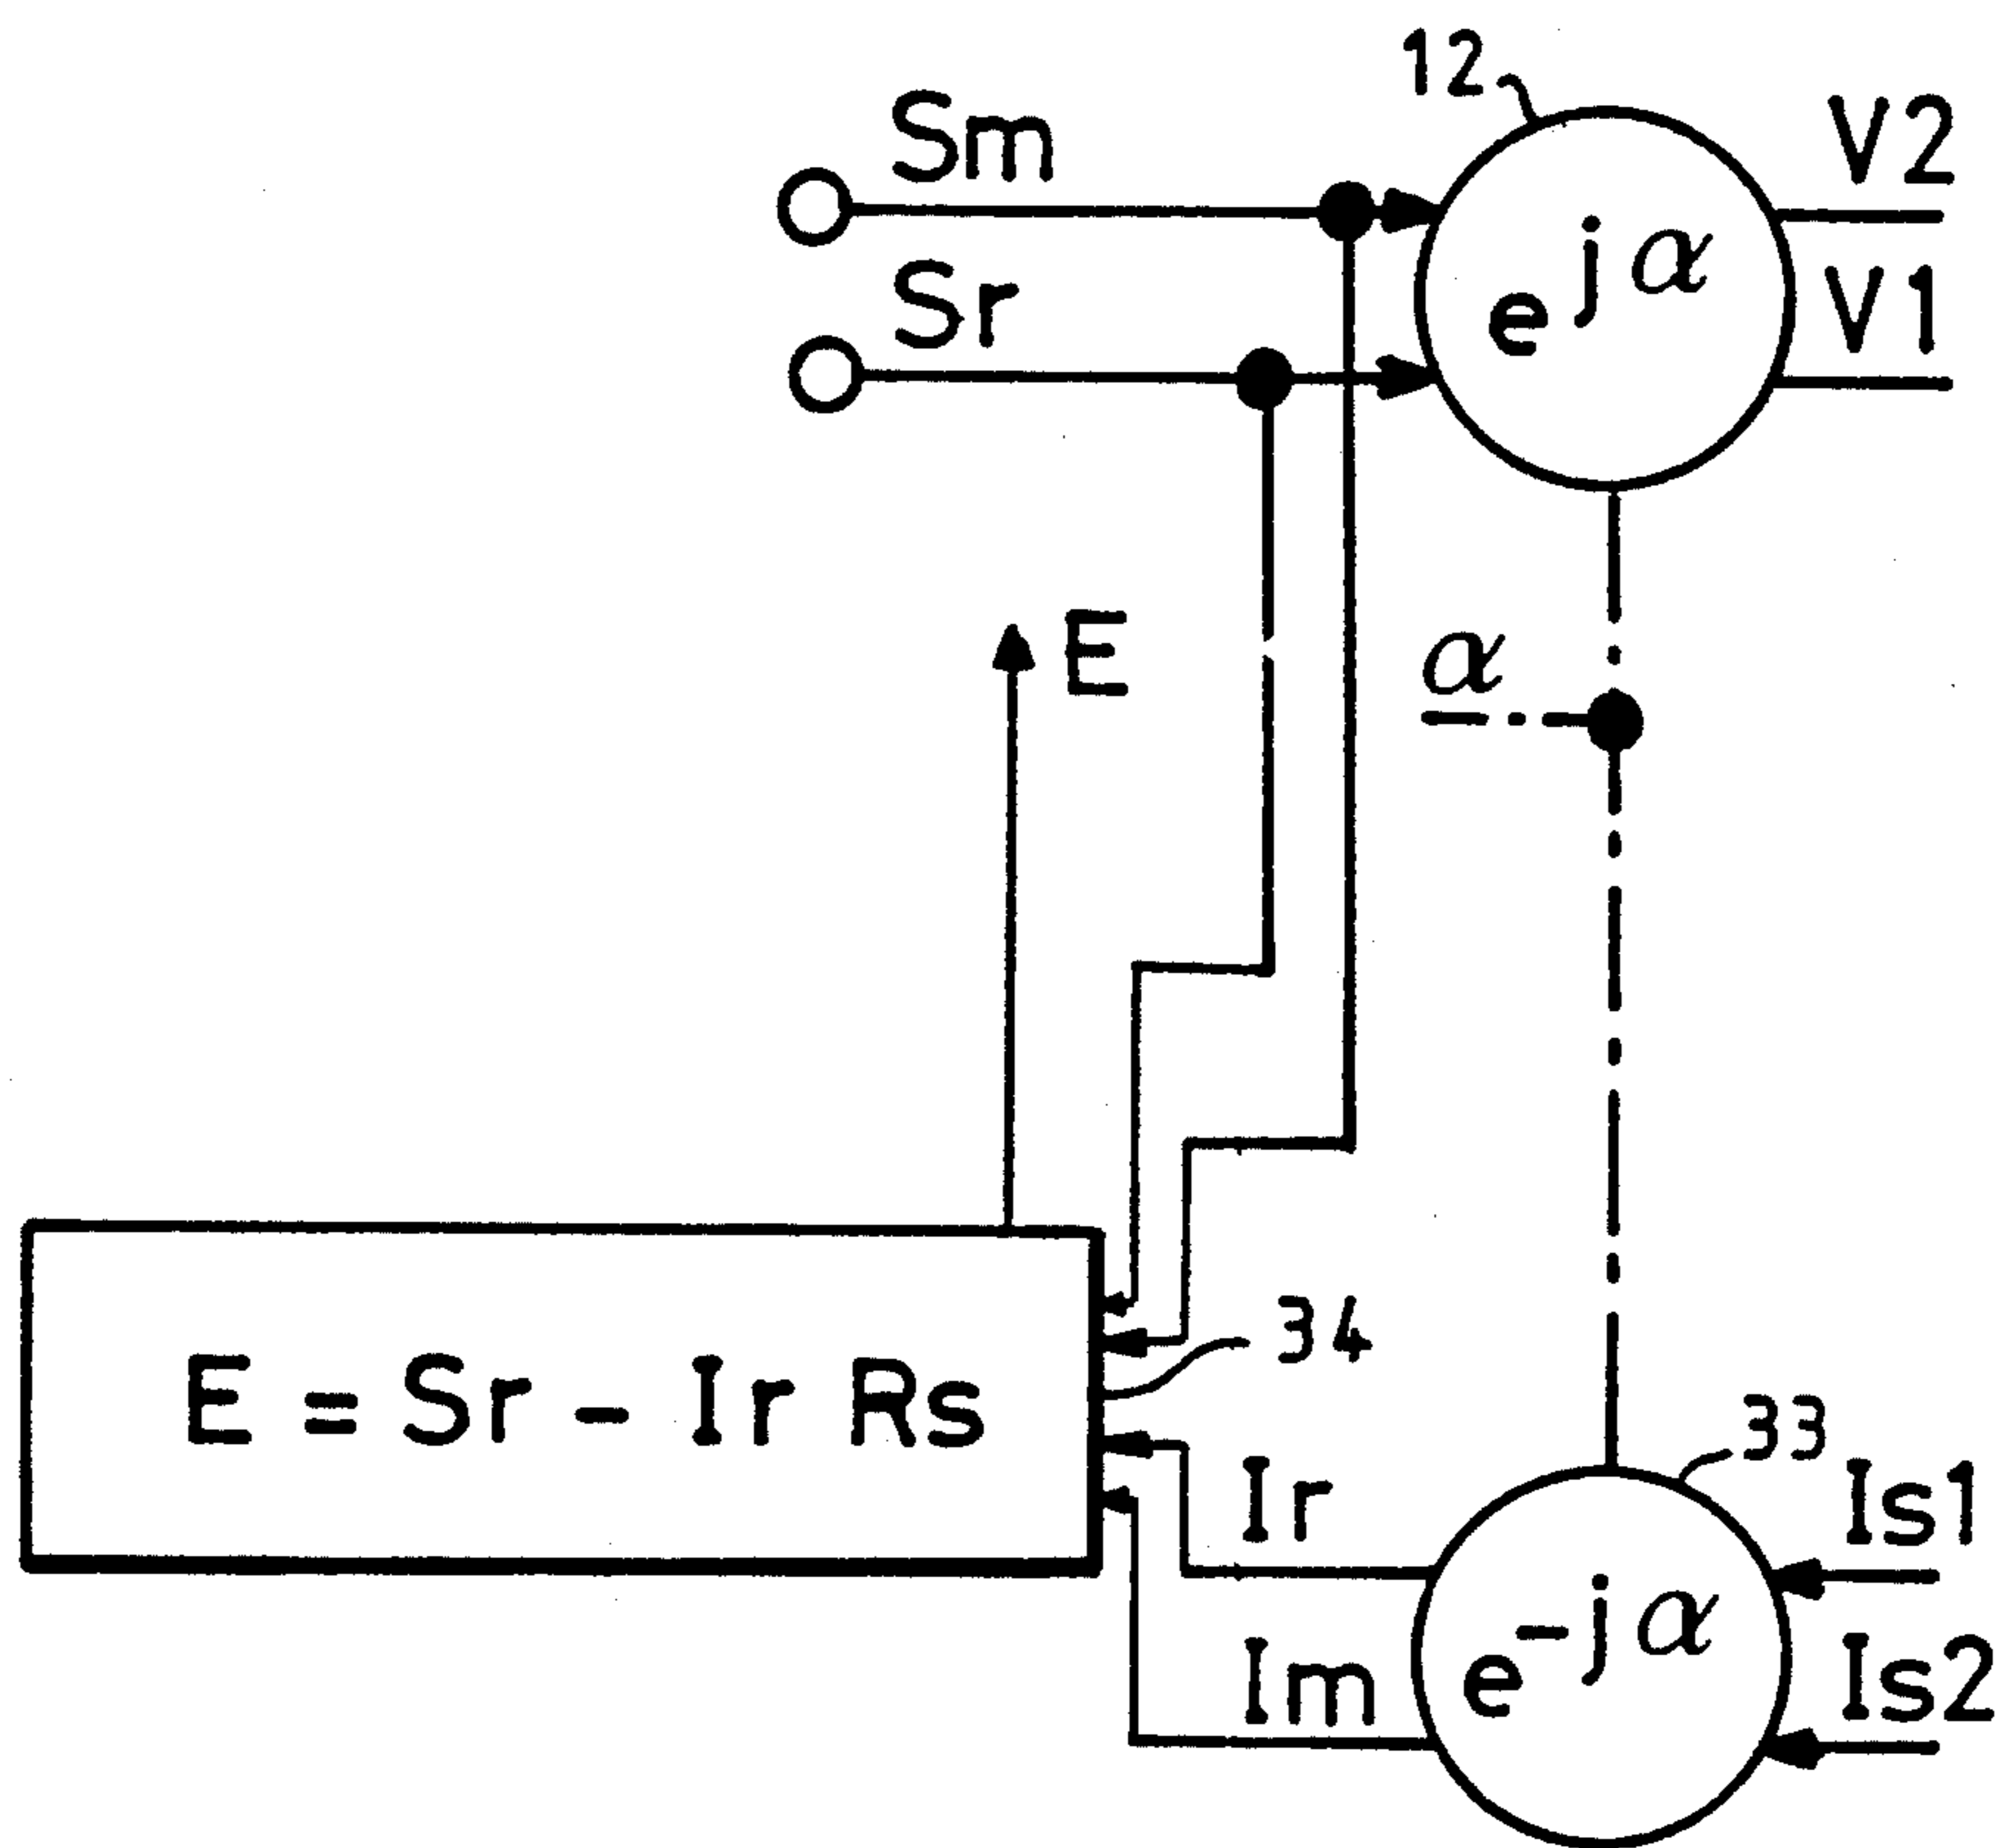 12
Sm
V2
e^{jα}
Sr
V1
E
α
34
E = Sr - Ir Rs
33
Ir
Is1
e^{-jα}
Im
Is2